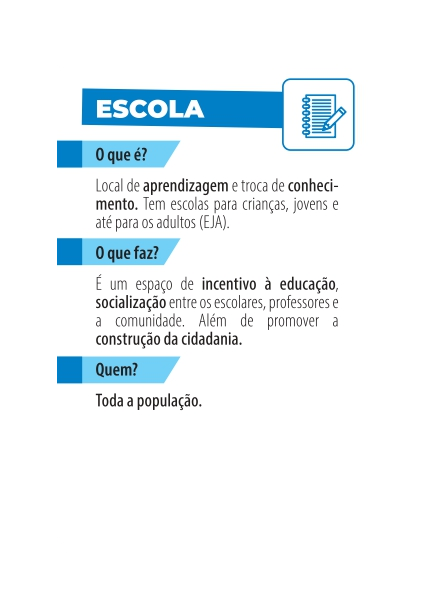 ESCOLA
O que é?
Local de aprendizagem e troca de conheci-
mento. Tem escolas para crianças, jovens e
até para os adultos (EJA).
O que faz?
É um espaço de incentivo à educação,
socialização entre os escolares, professores e
a comunidade. Além de promover a
construção da cidadania.
Quem?
Toda a população.